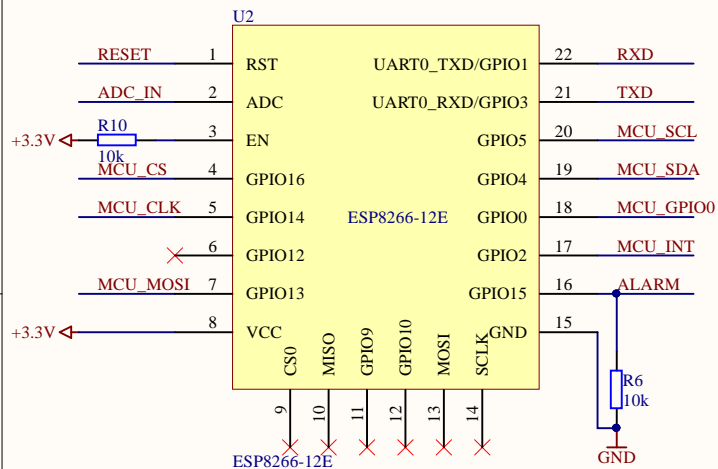 U2
RESET 1 RST UART0_TXD/GPIO1 22 RXD
ADC_IN 2 ADC UART0_RXD/GPIO3 21 TXD
R10
+3.3V 3 EN GPIO5 20 MCU_SCL
10k
MCU_CS 4 GPIO16 GPIO4 19 MCU_SDA
MCU_CLK 5 GPIO14 ESP8266-12E GPIO0 18 MCU_GPIO0
6 GPIO12 GPIO2 17 MCU_INT
MCU_MOSI 7 GPIO13 GPIO15 16 ALARM
+3.3V 8 VCC GND 15
CS0 MISO GPIO9 GPIO10 MOSI SCLK
R6
10k
9 10 11 12 13 14
ESP8266-12E
GND